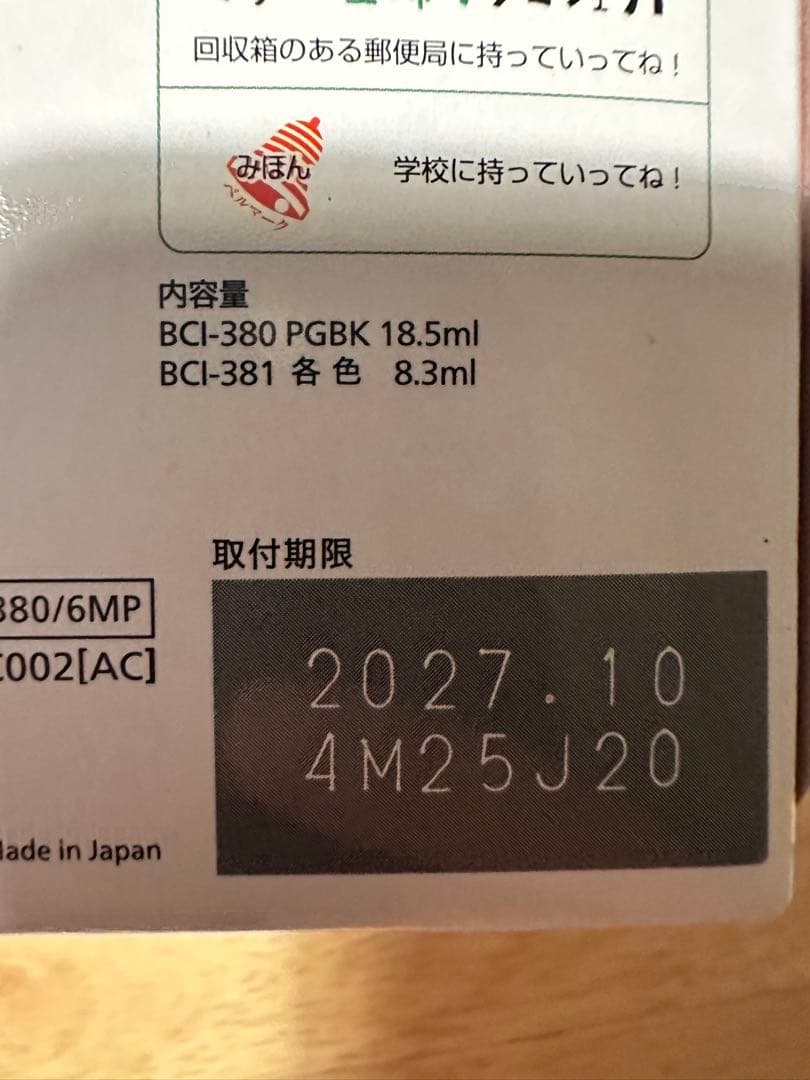 回収箱のある郵便局に持っていってね!
みほん
ベルマーク
学校に持っていってね!
内容量
BCI-380 PGBK 18.5ml
BCI-381 各色 8.3ml
取付期限
380/6MP
C002[AC]
2027.10
4M25J20
Made in Japan